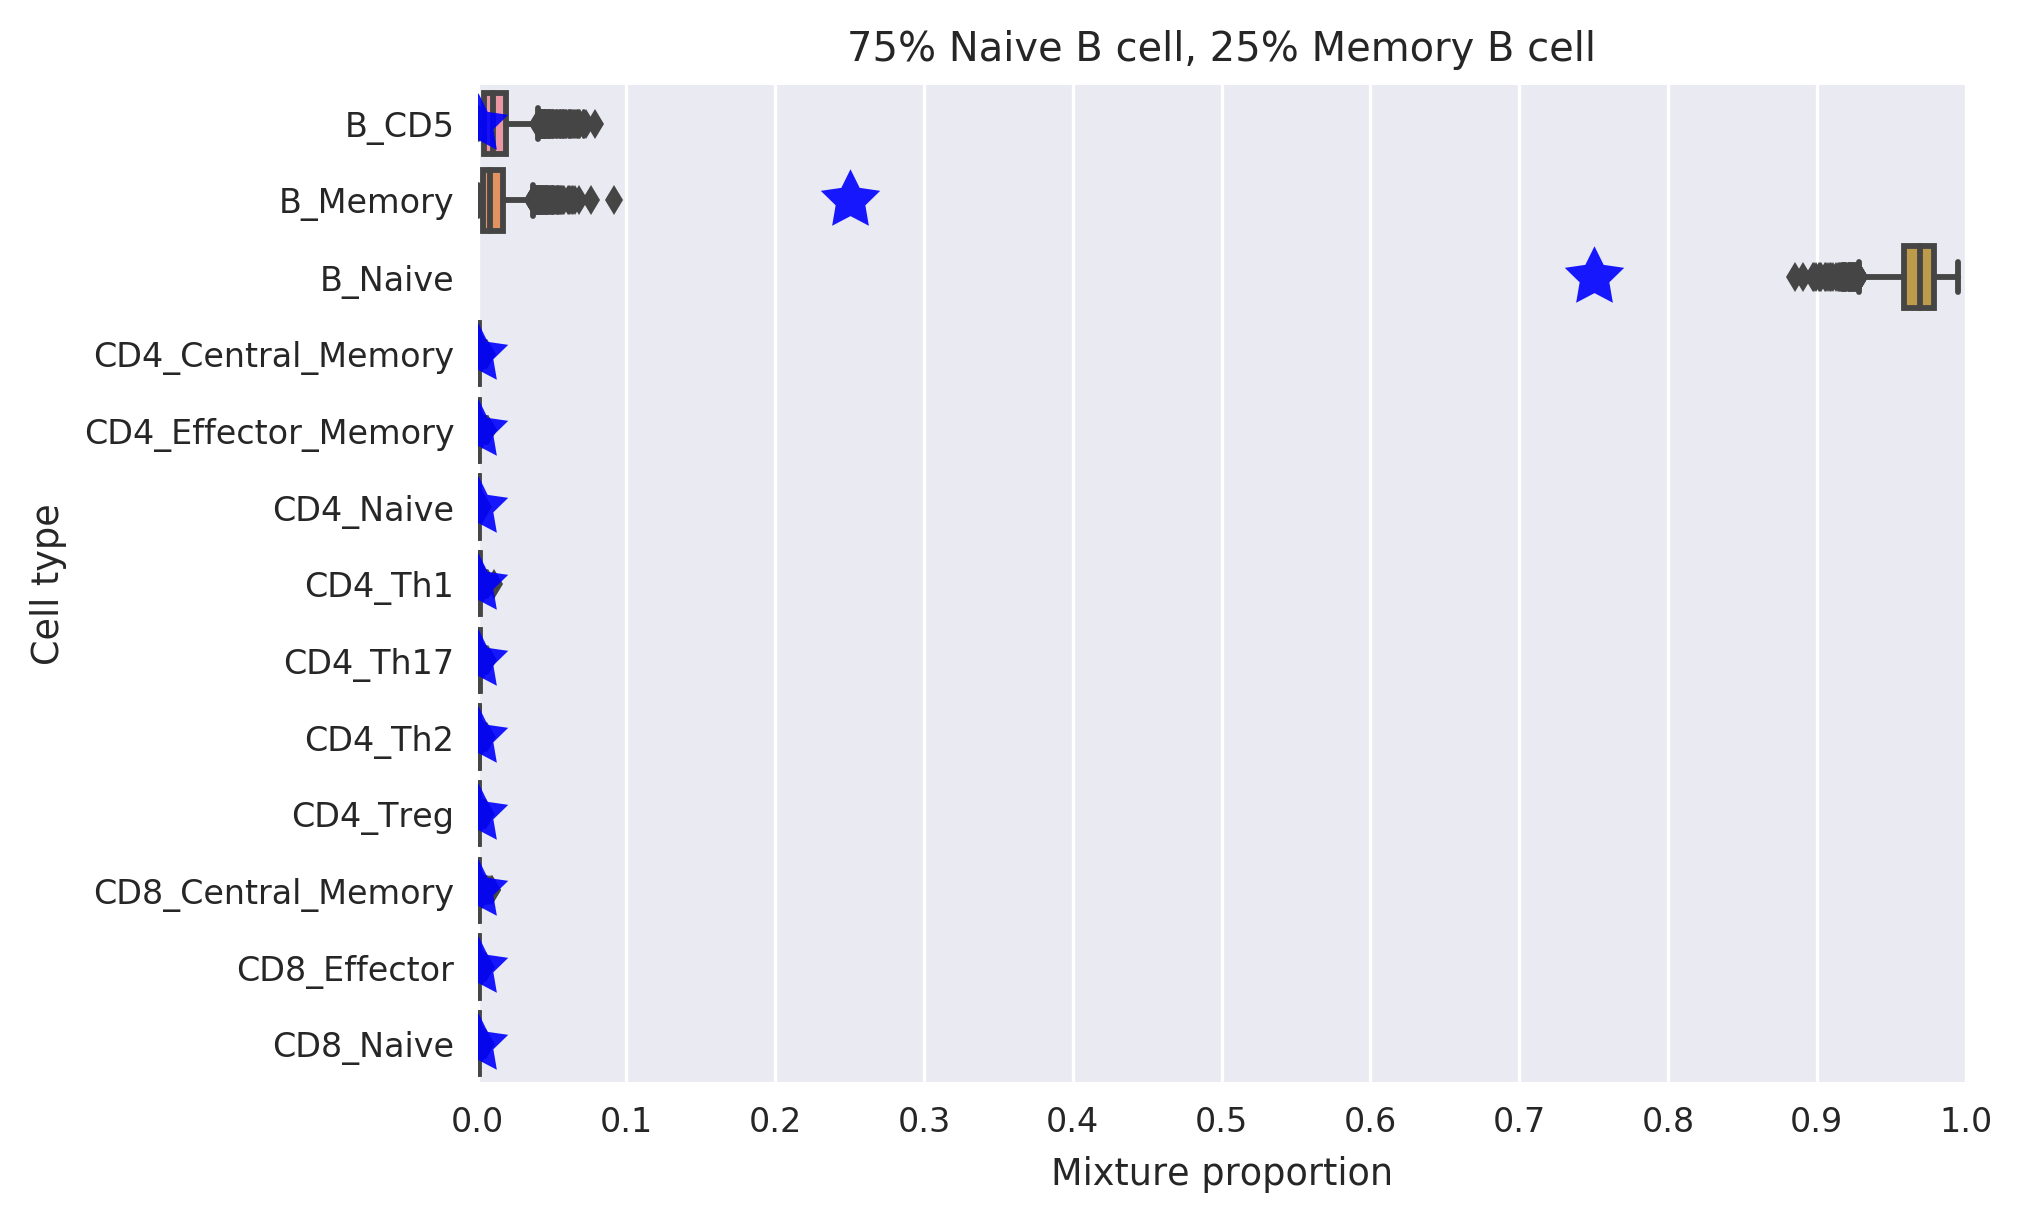 75% Naive B cell, 25% Memory B cell
B_CD5
B_Memory
B_Naive
CD4_Central_Memory
CD4_Effector_Memory
CD4_Naive
CD4_Th1
CD4_Th17
CD4_Th2
CD4_Treg
CD8_Central_Memory
CD8_Effector
CD8_Naive
Cell type
0.0 0.1 0.2 0.3 0.4 0.5 0.6 0.7 0.8 0.9 1.0
Mixture proportion